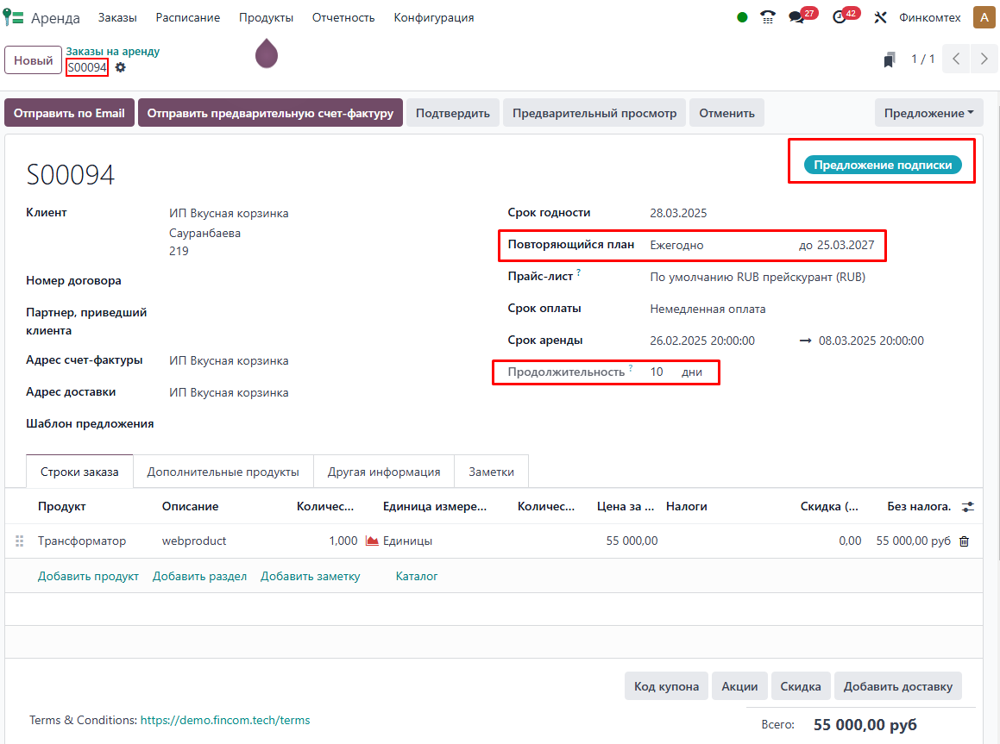 Аренда Заказы Расписание Продукты Отчетность Конфигурация 27 42 Финкомтех А
Новый Заказы на аренду
S00094 1 / 1
Отправить по Email Отправить предварительную счет-фактуру Подтвердить Предварительный просмотр Отменить Предложение
Предложение подписки
S00094
Клиент ИП Вкусная корзинка
Сауранбаева
219
Номер договора
Партнер, приведший
клиента
Адрес счет-фактуры ИП Вкусная корзинка
Адрес доставки ИП Вкусная корзинка
Шаблон предложения
Срок годности 28.03.2025
Повторяющийся план Ежегодно до 25.03.2027
Прайс-лист ? По умолчанию RUB прейскурант (RUB)
Срок оплаты Немедленная оплата
Срок аренды 26.02.2025 20:00:00 → 08.03.2025 20:00:00
Продолжительность ? 10 дни
Строки заказа Дополнительные продукты Другая информация Заметки
Продукт Описание Количес... Единица измере... Количес... Цена за ... Налоги Скидка (... Без налога.
Трансформатор webproduct 1,000 Единицы 55 000,00 0,00 55 000,00 руб
Добавить продукт Добавить раздел Добавить заметку Каталог
Код купона Акции Скидка Добавить доставку
Terms & Conditions: https://demo.fincom.tech/terms
Всего: 55 000,00 руб